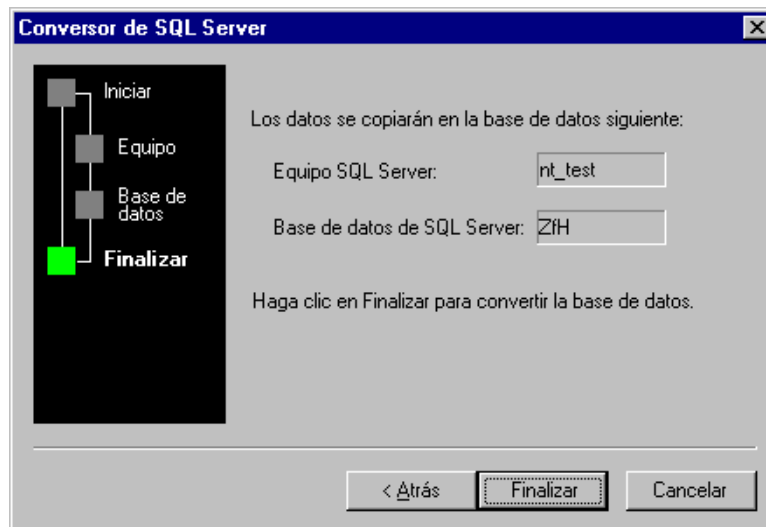 Conversor de SQL Server
Iniciar
Equipo
Base de
datos
Finalizar
Los datos se copiarán en la base de datos siguiente:
Equipo SQL Server: nt_test
Base de datos de SQL Server: ZfH
Haga clic en Finalizar para convertir la base de datos.
< Atrás Finalizar Cancelar